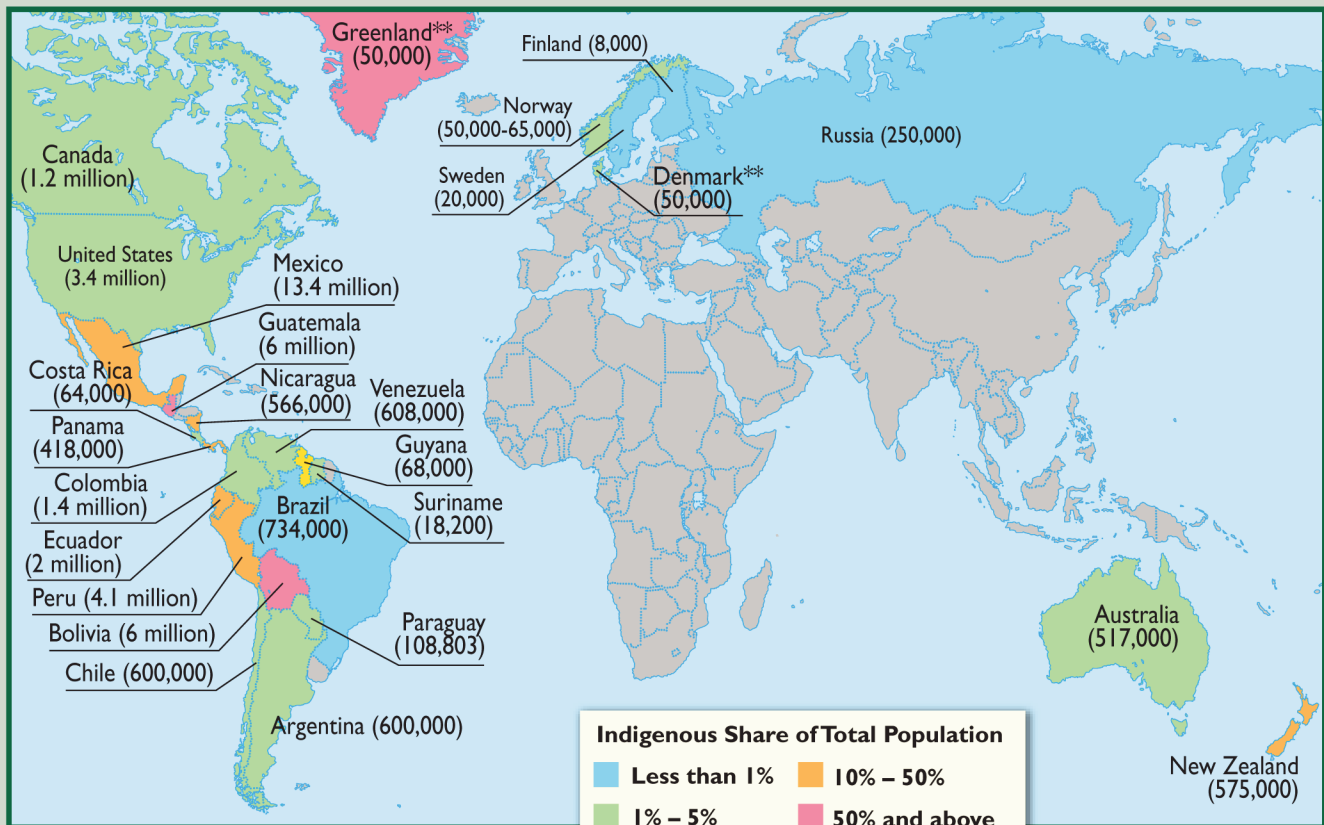 Greenland**
(50,000)
Finland (8,000)
Norway
(50,000-65,000)
Russia (250,000)
Canada
(1.2 million)
Sweden
(20,000)
Denmark**
(50,000)
United States
(3.4 million)
Mexico
(13.4 million)
Guatemala
(6 million)
Costa Rica
(64,000)
Nicaragua
(566,000)
Venezuela
(608,000)
Panama
(418,000)
Guyana
(68,000)
Colombia
(1.4 million)
Brazil
(734,000)
Suriname
(18,200)
Ecuador
(2 million)
Peru (4.1 million)
Bolivia (6 million)
Paraguay
(108,803)
Chile (600,000)
Argentina (600,000)
Australia
(517,000)
New Zealand
(575,000)
Indigenous Share of Total Population
Less than 1%
10% – 50%
1% – 5%
50% and above